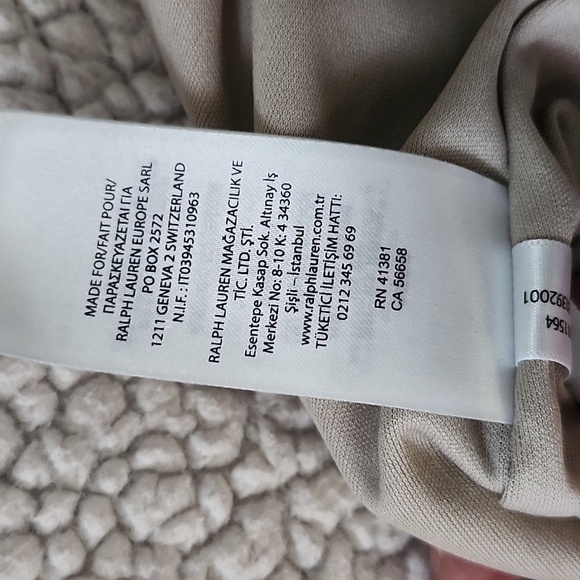 MADE FOR/FAIT POUR/
ΠΑΡΑΣΚΕΥΑΖΕΤΑΙ ΓΙΑ
RALPH LAUREN EUROPE SARL
PO BOX 2572
1211 GENEVA 2 SWITZERLAND
N.I.F. : IT03945310963
RALPH LAUREN MAĞAZACILIK VE
TİC. LTD. ŞTİ.
Esentepe Kasap Sok. Altınay İş
Merkezi No: 8-10 K: 4 34360
Şişli – İstanbul
www.ralphlauren.com.tr
TÜKETİCİ İLETİŞİM HATTI:
0212 345 69 69
RN 41381
CA 56658